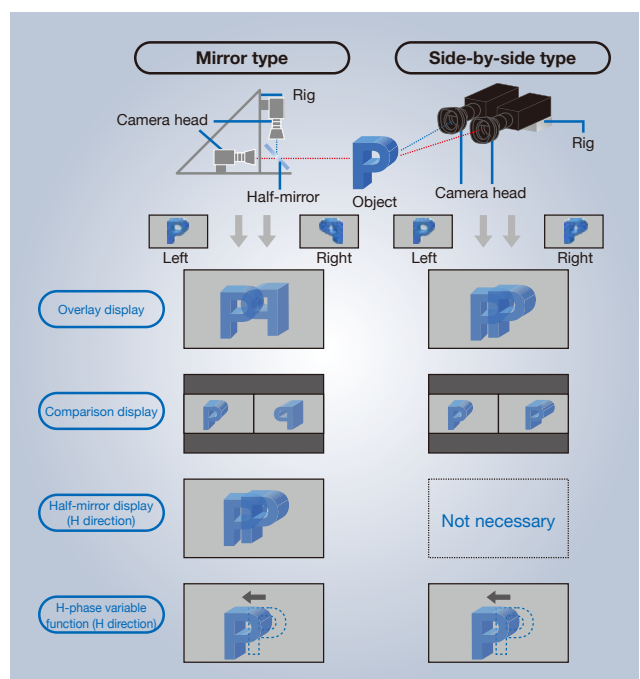 Mirror type
Side-by-side type
Rig
Camera head
Rig
Half-mirror
Object
Camera head
Left
Right
Left
Right
Overlay display
Comparison display
Half-mirror display
(H direction)
Not necessary
H-phase variable
function (H direction)